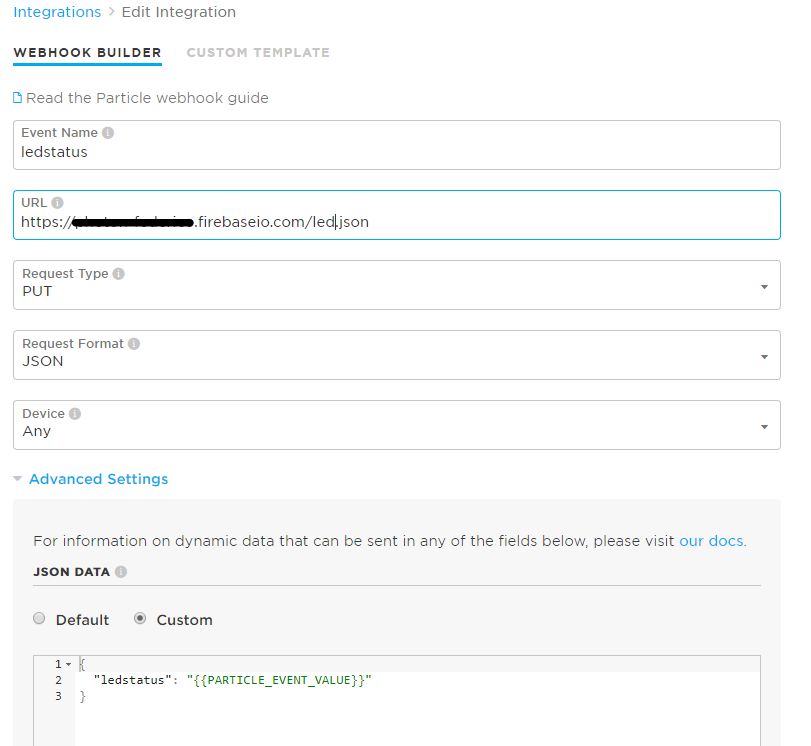 Integrations > Edit Integration
WEBHOOK BUILDER CUSTOM TEMPLATE
Read the Particle webhook guide
Event Name
ledstatus
URL
https:// .firebaseio.com/led.json
Request Type
PUT
Request Format
JSON
Device
Any
Advanced Settings
For information on dynamic data that can be sent in any of the fields below, please visit our docs.
JSON DATA
Default Custom
1 {
2 "ledstatus": "{{PARTICLE_EVENT_VALUE}}"
3 }